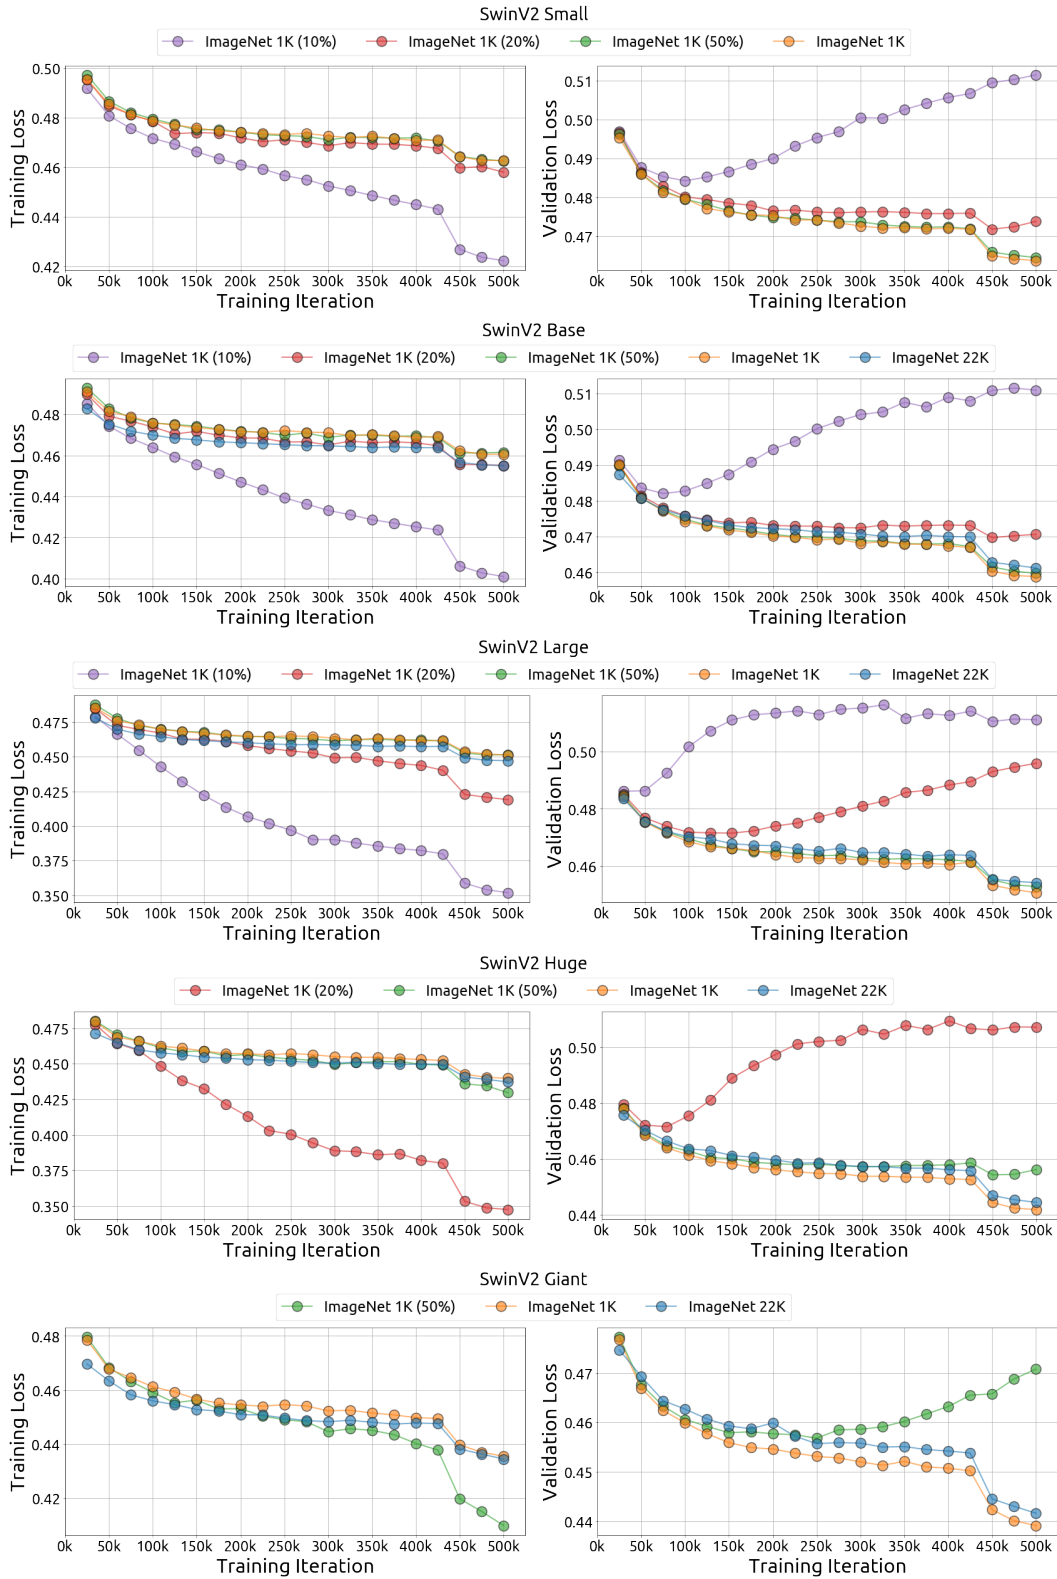 SwinV2 Small
ImageNet 1K (10%) ImageNet 1K (20%) ImageNet 1K (50%) ImageNet 1K
Training Loss
0.50
0.48
0.46
0.44
0.42
0k 50k 100k 150k 200k 250k 300k 350k 400k 450k 500k
Training Iteration
Validation Loss
0.51
0.50
0.49
0.48
0.47
0k 50k 100k 150k 200k 250k 300k 350k 400k 450k 500k
Training Iteration
SwinV2 Base
ImageNet 1K (10%) ImageNet 1K (20%) ImageNet 1K (50%) ImageNet 1K ImageNet 22K
Training Loss
0.48
0.46
0.44
0.42
0.40
0k 50k 100k 150k 200k 250k 300k 350k 400k 450k 500k
Training Iteration
Validation Loss
0.51
0.50
0.49
0.48
0.47
0.46
0k 50k 100k 150k 200k 250k 300k 350k 400k 450k 500k
Training Iteration
SwinV2 Large
ImageNet 1K (10%) ImageNet 1K (20%) ImageNet 1K (50%) ImageNet 1K ImageNet 22K
Training Loss
0.475
0.450
0.425
0.400
0.375
0.350
0k 50k 100k 150k 200k 250k 300k 350k 400k 450k 500k
Training Iteration
Validation Loss
0.50
0.48
0.46
0k 50k 100k 150k 200k 250k 300k 350k 400k 450k 500k
Training Iteration
SwinV2 Huge
ImageNet 1K (20%) ImageNet 1K (50%) ImageNet 1K ImageNet 22K
Training Loss
0.475
0.450
0.425
0.400
0.375
0.350
0k 50k 100k 150k 200k 250k 300k 350k 400k 450k 500k
Training Iteration
Validation Loss
0.50
0.48
0.46
0.44
0k 50k 100k 150k 200k 250k 300k 350k 400k 450k 500k
Training Iteration
SwinV2 Giant
ImageNet 1K (50%) ImageNet 1K ImageNet 22K
Training Loss
0.48
0.46
0.44
0.42
0k 50k 100k 150k 200k 250k 300k 350k 400k 450k 500k
Training Iteration
Validation Loss
0.47
0.46
0.45
0.44
0k 50k 100k 150k 200k 250k 300k 350k 400k 450k 500k
Training Iteration